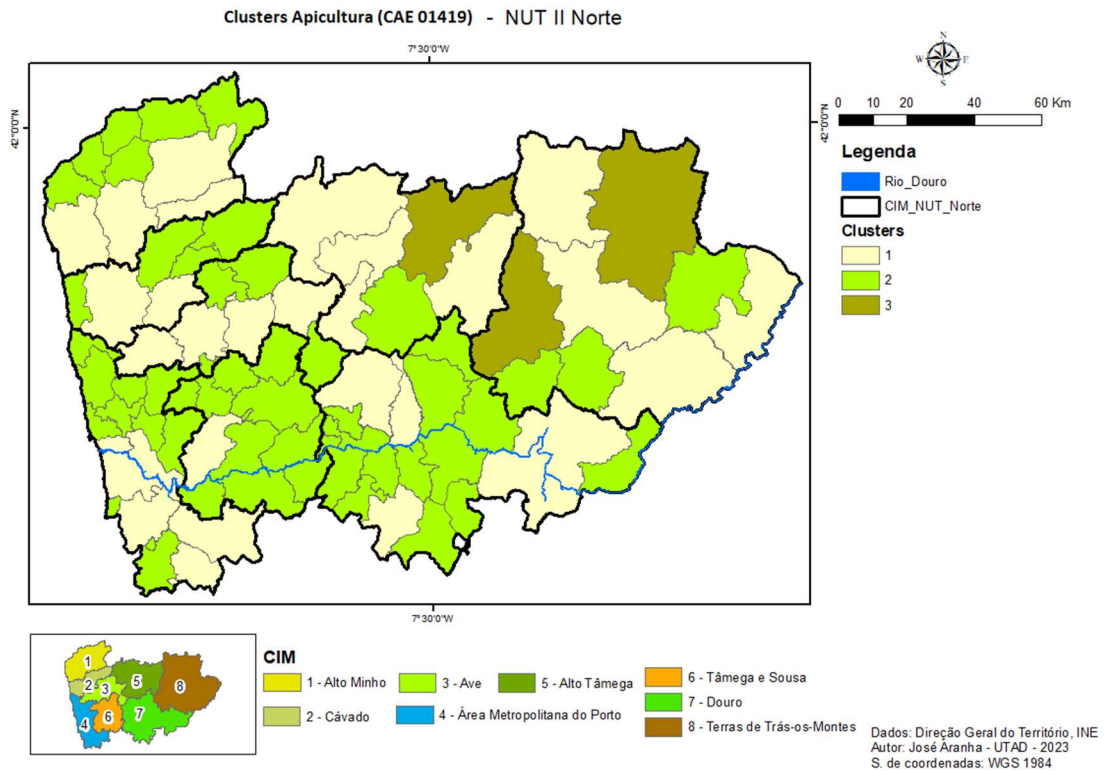 Clusters Apicultura (CAE 01419) - NUT II Norte
7°30'0"W
N
W
E
S
42°0'0"N
42°0'0"N
0 10 20 40 60 Km
Legenda
Rio_Douro
CIM_NUT_Norte
Clusters
1
2
3
7°30'0"W
1
2
3
4
5
6
7
8
CIM
1 - Alto Minho
2 - Cávado
3 - Ave
4 - Área Metropolitana do Porto
5 - Alto Tâmega
6 - Tâmega e Sousa
7 - Douro
8 - Terras de Trás-os-Montes
Dados: Direção Geral do Território, INE
Autor: José Aranha - UTAD - 2023
S. de coordenadas: WGS 1984